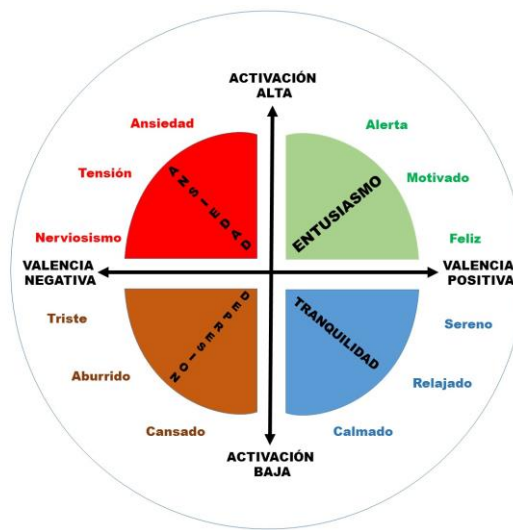 ACTIVACIÓN
ALTA
Ansiedad
Alerta
Tensión
Motivado
ANSIEDAD
ENTUSIASMO
Nerviosismo
Feliz
VALENCIA
NEGATIVA
VALENCIA
POSITIVA
Triste
Sereno
DEPRESION
TRANQUILIDAD
Aburrido
Relajado
Cansado
Calmado
ACTIVACIÓN
BAJA